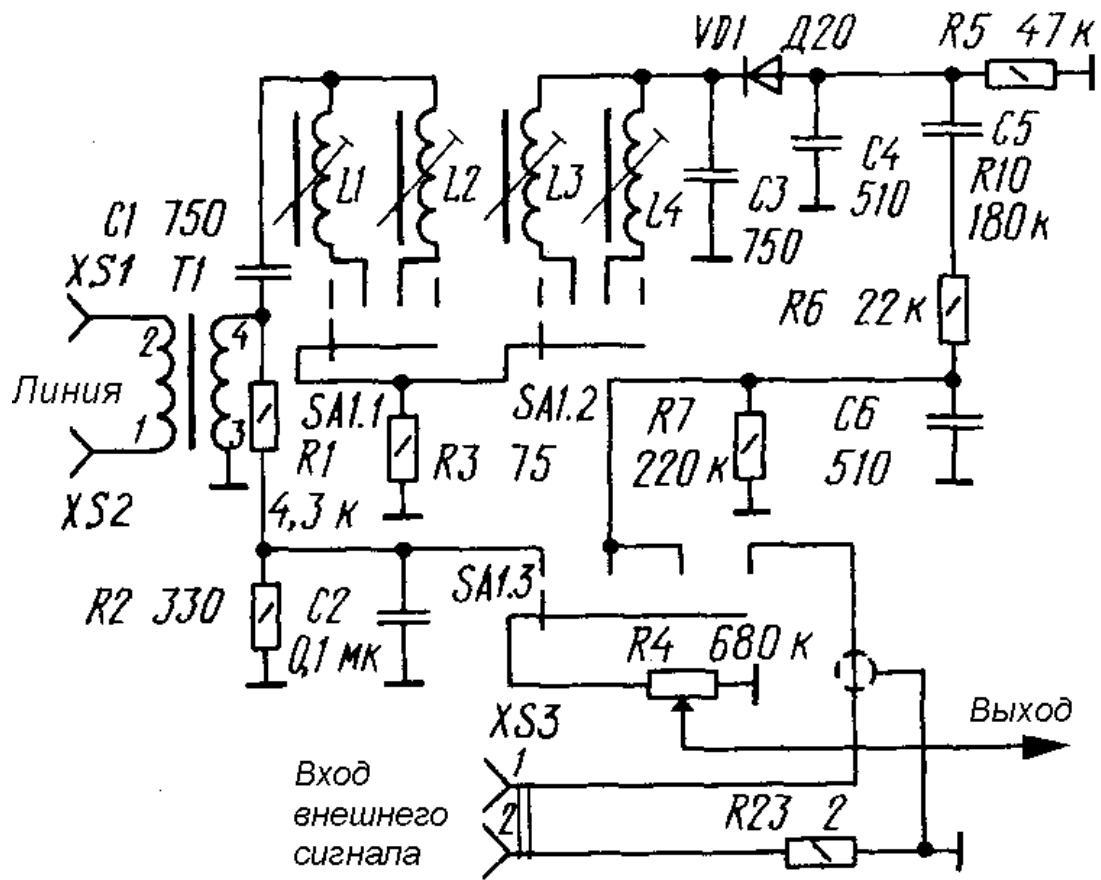 VD1 Д20
R5 47 к
L1
L2
L3
L4
C3
750
C4
510
C5
R10
180 к
C1 750
XS1 T1
2
4
Линия
1
3
XS2
R6 22 к
SA1.1
SA1.2
R1
4,3 к
R3 75
R7
220 к
C6
510
R2 330
C2
0,1 мк
SA1.3
R4 680 к
XS3
Выход
1
Вход
внешнего
сигнала
2
R23 2